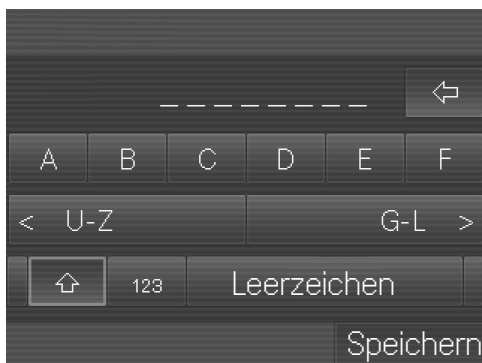 _ _ _ _ _ _ _ _
A B C D E F
< U-Z G-L >
123 Leerzeichen
Speichern